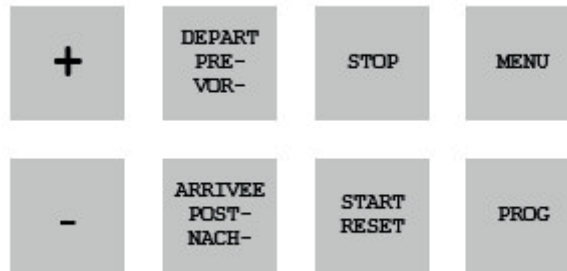 +
DEPART
PRE-
VOR-
STOP
MENU
-
ARRIVEE
POST-
NACH-
START
RESET
PROG